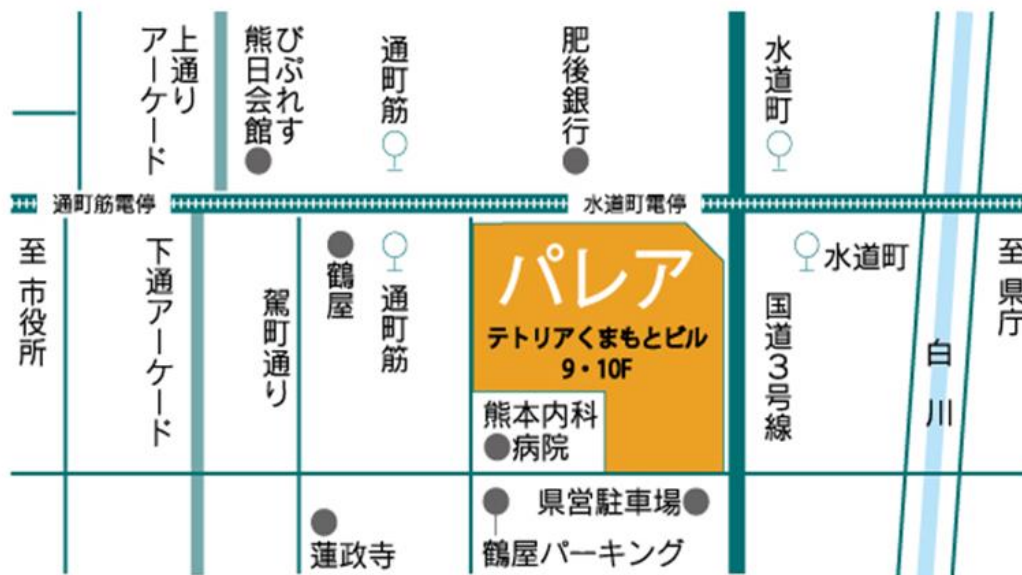 上通り
アーケード
びぷれす
熊日会館
通町筋
肥後銀行
水道町
通町筋電停
水道町電停
至 市役所
下通アーケード
駕町通り
鶴屋
通町筋
パレア
テトリアくまもとビル
9・10F
熊本内科
病院
国道3号線
水道町
白川
至 県庁
蓮政寺
県営駐車場
鶴屋パーキング